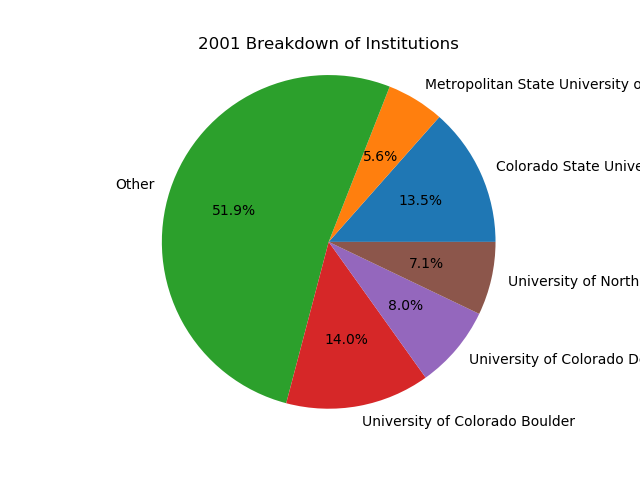 2001 Breakdown of Institutions
Metropolitan State University
Colorado State
Other
5.6%
13.5%
51.9%
7.1%
University of North
8.0%
14.0%
University of Colorado
University of Colorado Boulder